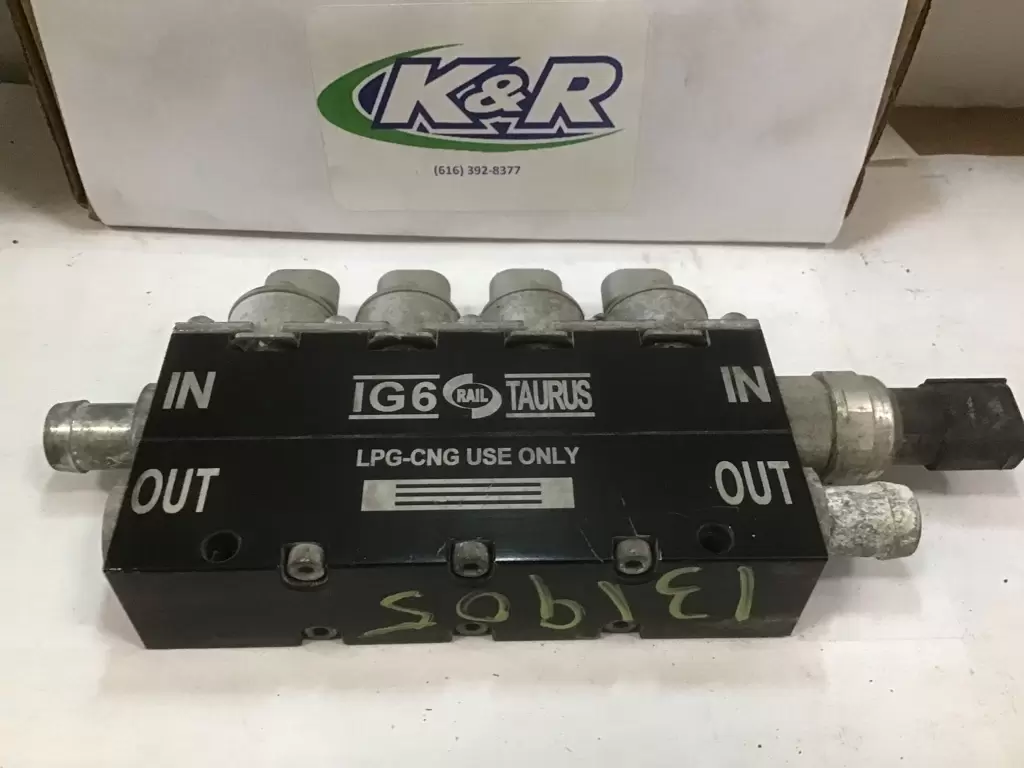 K&R
(616) 392-8377
IN
IG6 RAIL TAURUS
IN
LPG-CNG USE ONLY
OUT
OUT
131905